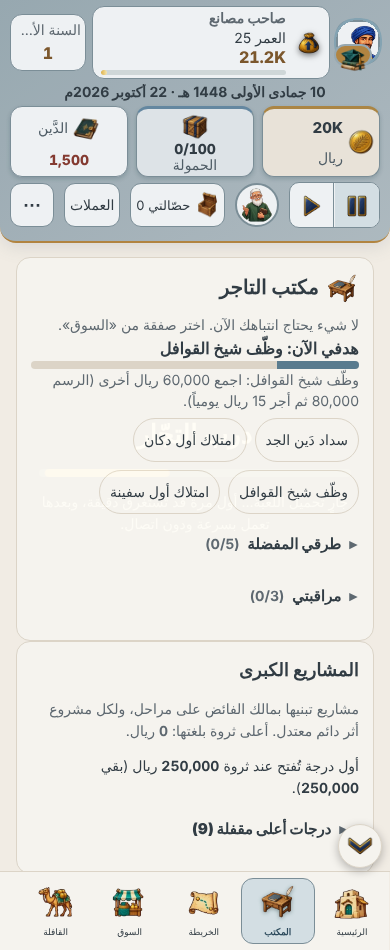 صاحب مصانع
العمر 25
21.2K
السنة الأ...
1
10 جمادى الأولى 1448 هـ · 22 أكتوبر 2026م
20K
ريال
0/100
الحمولة
الدَّين
1,500
حصّالتي 0
العملات
...
مكتب التاجر
لا شيء يحتاج انتباهك الآن. اختر صفقة من «السوق».
هدفي الآن: وظّف شيخ القوافل
وظّف شيخ القوافل: اجمع 60,000 ريال أخرى (الرسم
80,000 ثم أجر 15 ريال يومياً).
سداد دَين الجد
امتلاك أول دكان
وظّف شيخ القوافل
امتلاك أول سفينة
تعمل بسرعة ودون اتصال.
◄ طرقي المفضلة (0/5)
◄ مراقبتي (0/3)
المشاريع الكبرى
مشاريع تبنيها بمالك الفائض على مراحل، ولكل مشروع
أثر دائم معتدل. أعلى ثروة بلغتها: 0 ريال.
أول درجة تُفتح عند ثروة 250,000 ريال (بقي
250,000).
درجات أعلى مقفلة (9)
الرئيسية
المكتب
الخريطة
السوق
القافلة